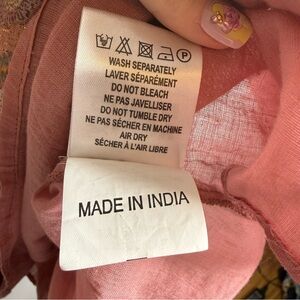 WASH SEPARATELY
LAVER SÉPARÉMENT
DO NOT BLEACH
NE PAS JAVELLISER
DO NOT TUMBLE DRY
NE PAS SÉCHER EN MACHINE
AIR DRY
SÉCHER À L'AIR LIBRE
MADE IN INDIA